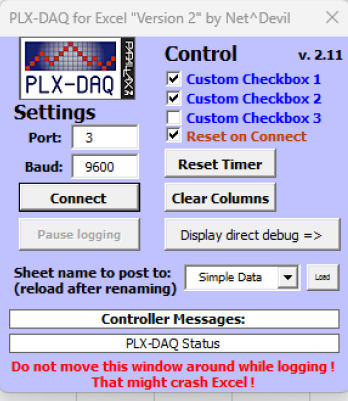 PLX-DAQ for Excel "Version 2" by Net^Devil
PLX-DAQ
PARALLAX
Control
v. 2.11
Custom Checkbox 1
Custom Checkbox 2
Custom Checkbox 3
Reset on Connect
Settings
Port: 3
Baud: 9600
Reset Timer
Connect
Clear Columns
Pause logging
Display direct debug =>
Sheet name to post to:
(reload after renaming)
Simple Data
Load
Controller Messages:
PLX-DAQ Status
Do not move this window around while logging !
That might crash Excel !